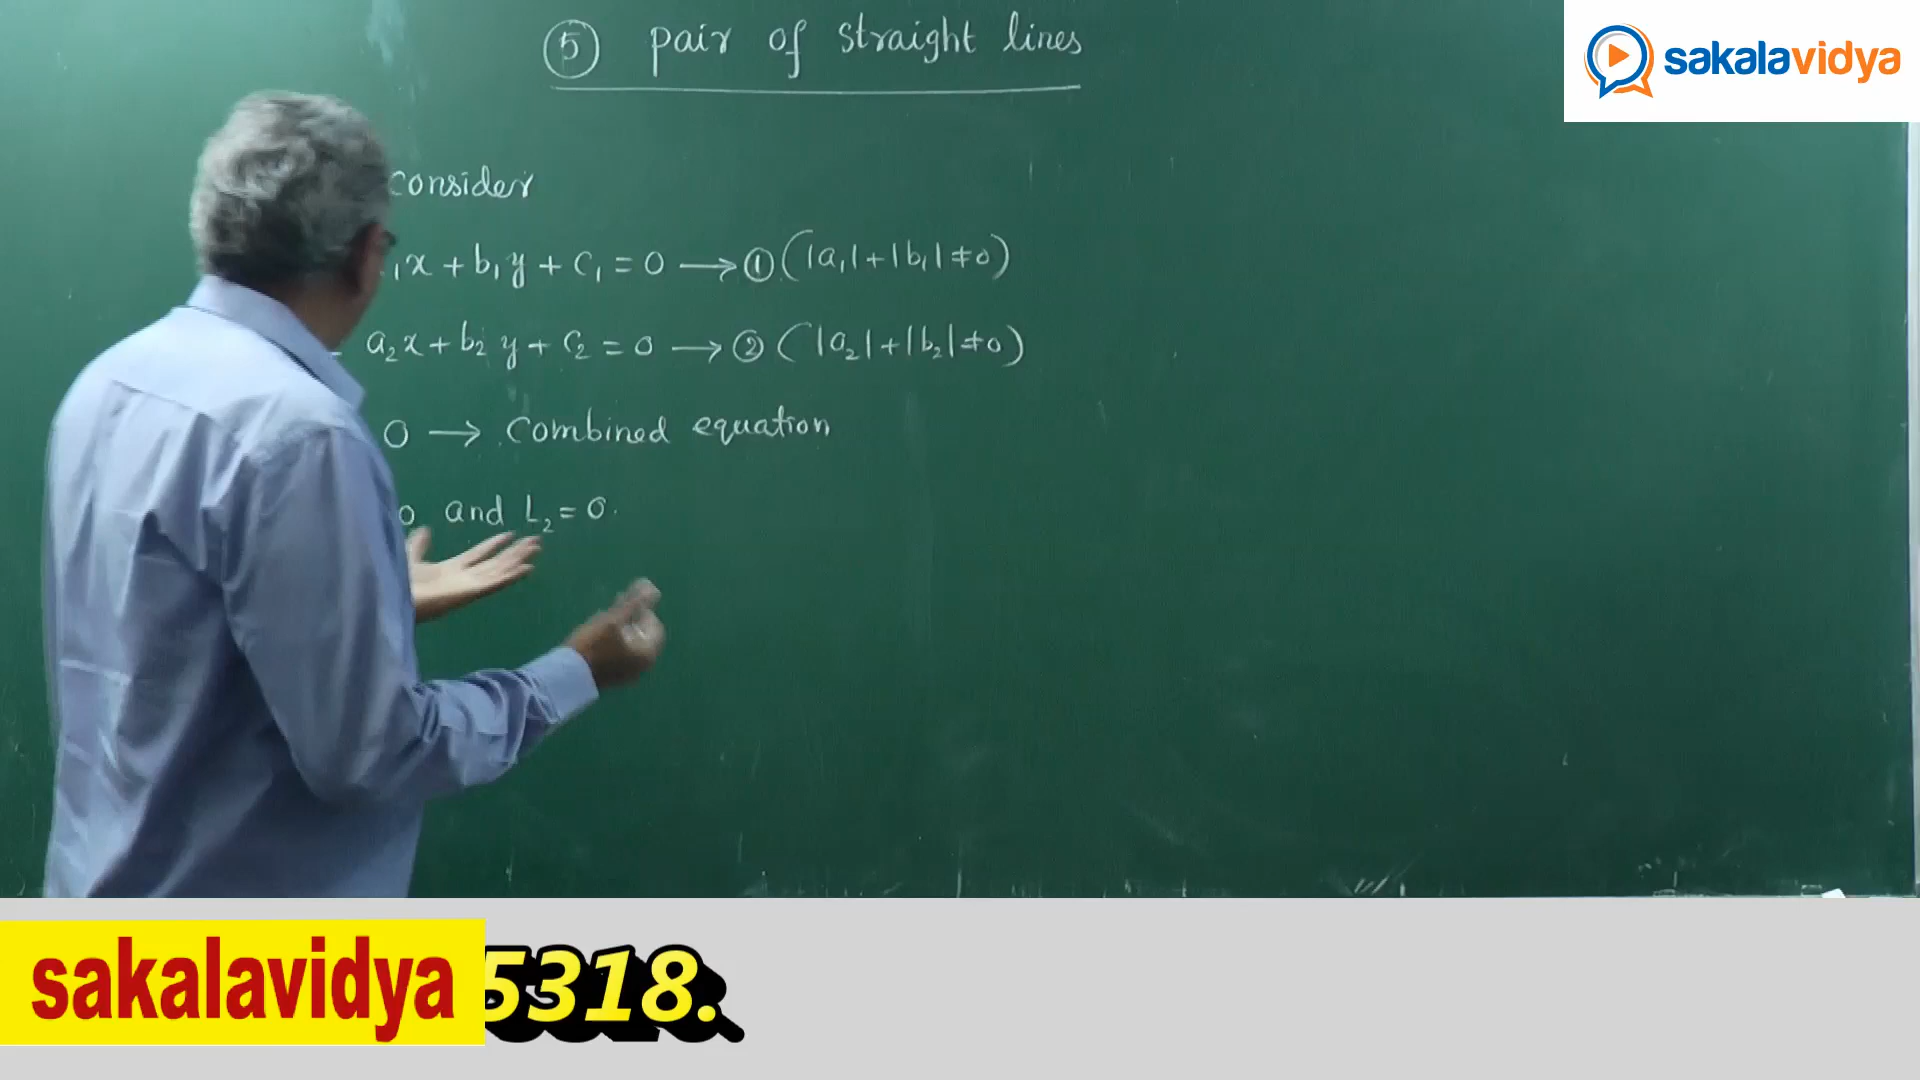 ⑤ pair of straight lines
sakalavidya
consider
₁x + b₁y + c₁ = 0 → ① (|a₁| + |b₁| ≠ 0)
a₂x + b₂y + c₂ = 0 → ② (|a₂| + |b₂| ≠ 0)
0 → combined equation
0 and L₂ = 0.
sakalavidya
5318.